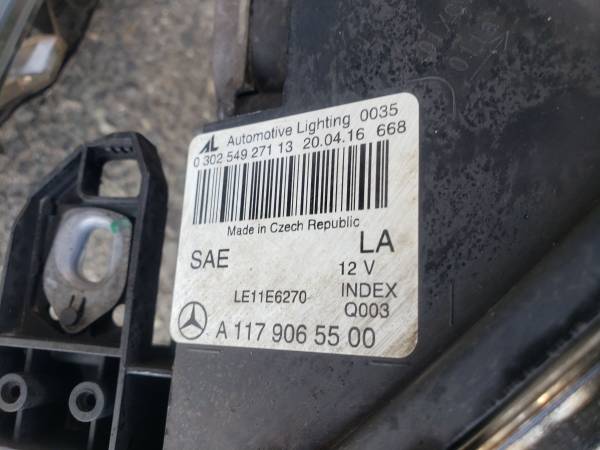 AL Automotive Lighting 0035
0 302 549 271 13 20.04.16 668
Made in Czech Republic
SAE LA
12 V
LE11E6270 INDEX
Q003
A 117 906 55 00